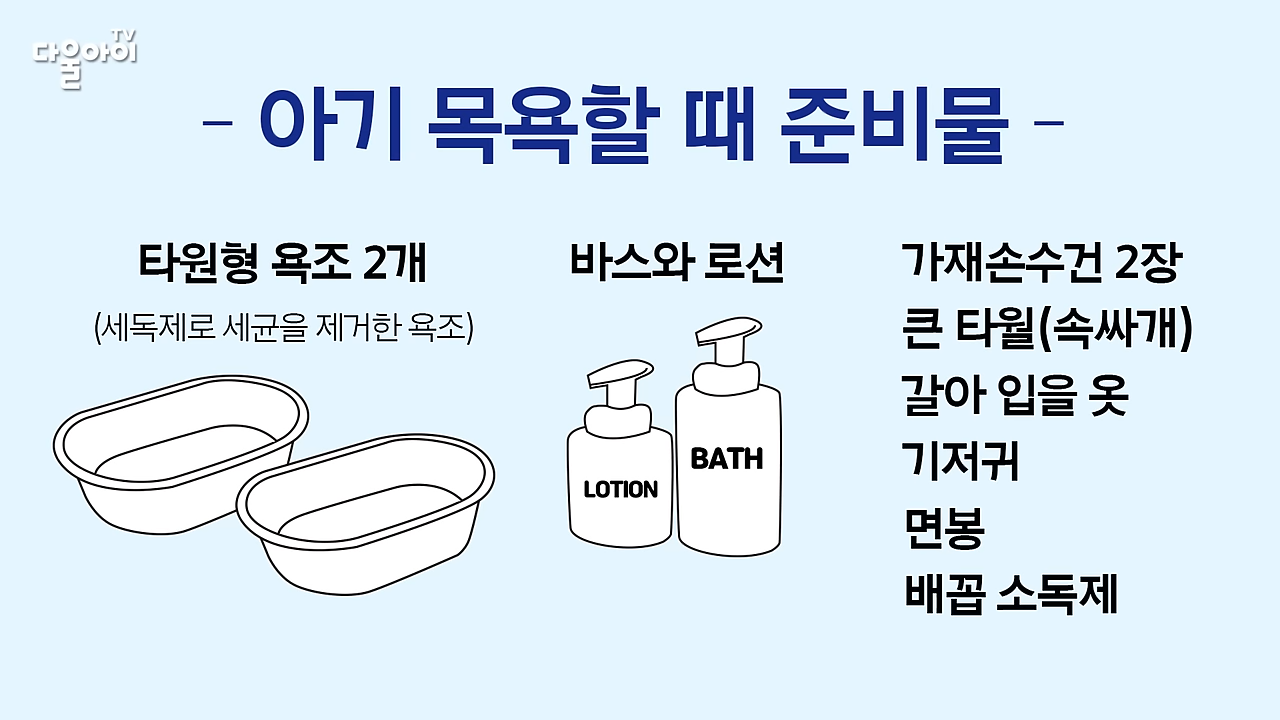 다울아이TV
- 아기 목욕할 때 준비물 -
타원형 욕조 2개
(세독제로 세균을 제거한 욕조)
바스와 로션
LOTION
BATH
가재손수건 2장
큰 타월(속싸개)
갈아 입을 옷
기저귀
면봉
배꼽 소독제